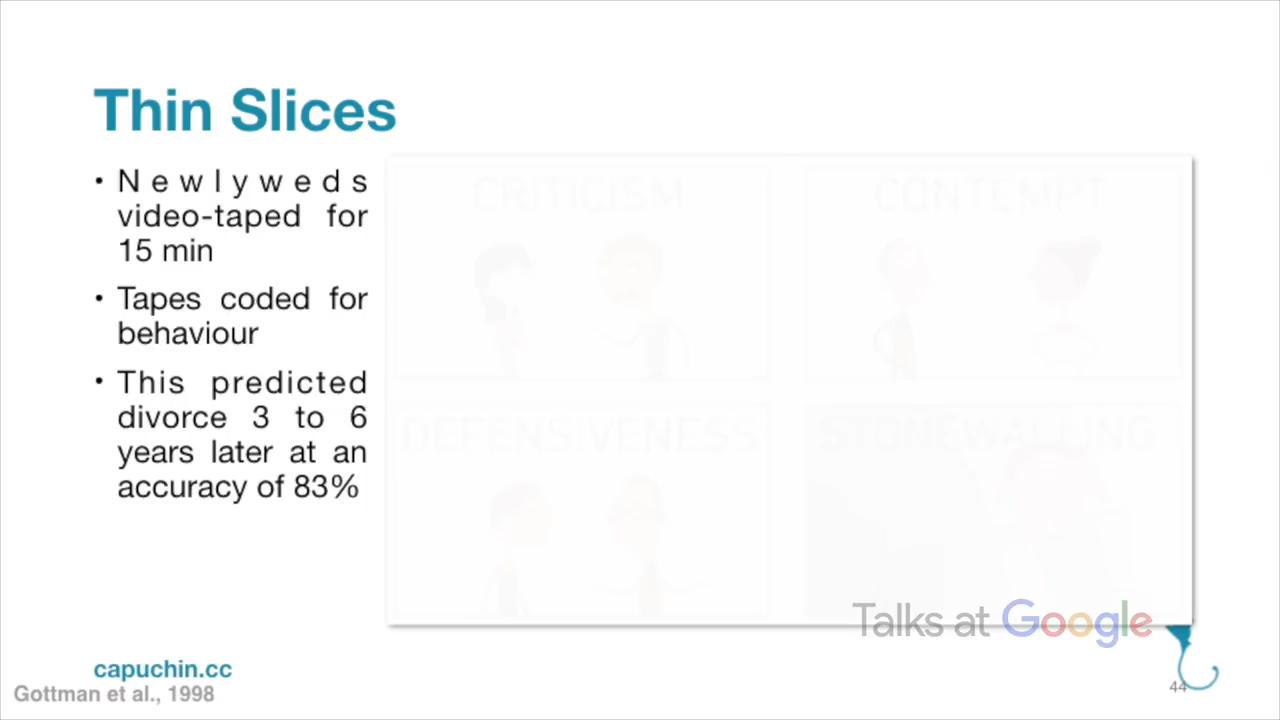 Thin Slices
• Newlyweds
video-taped for
15 min
• Tapes coded for
behaviour
• This predicted
divorce 3 to 6
years later at an
accuracy of 83%
CRITICISM
CONTEMPT
DEFENSIVENESS
STONEWALLING
Talks at Google
capuchin.cc
Gottman et al., 1998
44